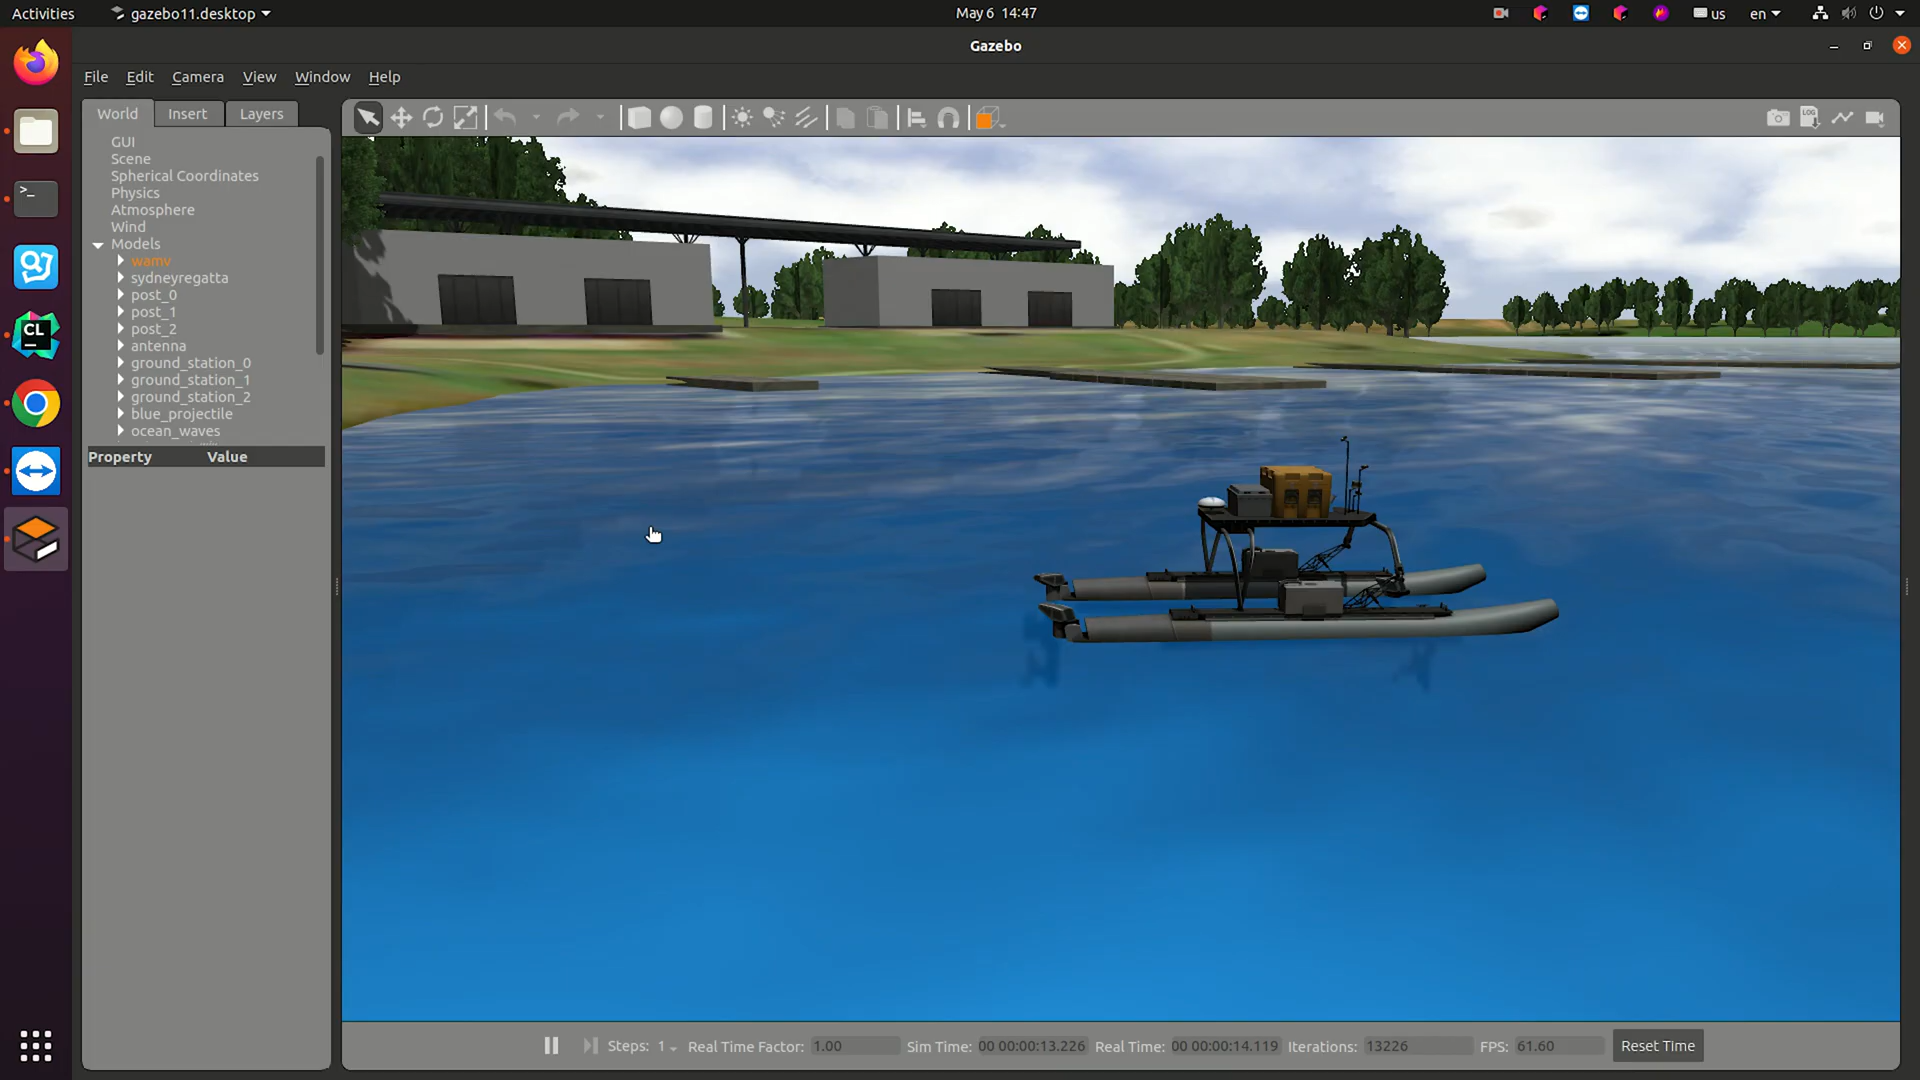 Activities
gazebo11.desktop
May 6 14:47
us
en
Gazebo
File Edit Camera View Window Help
World Insert Layers
GUI
Scene
Spherical Coordinates
Physics
Atmosphere
Wind
Models
wamv
sydneyregatta
post_0
post_1
post_2
antenna
ground_station_0
ground_station_1
ground_station_2
blue_projectile
ocean_waves
Property Value
CL
LOG
Steps: 1 Real Time Factor: 1.00 Sim Time: 00 00:00:13.226 Real Time: 00 00:00:14.119 Iterations: 13226 FPS: 61.60 Reset Time